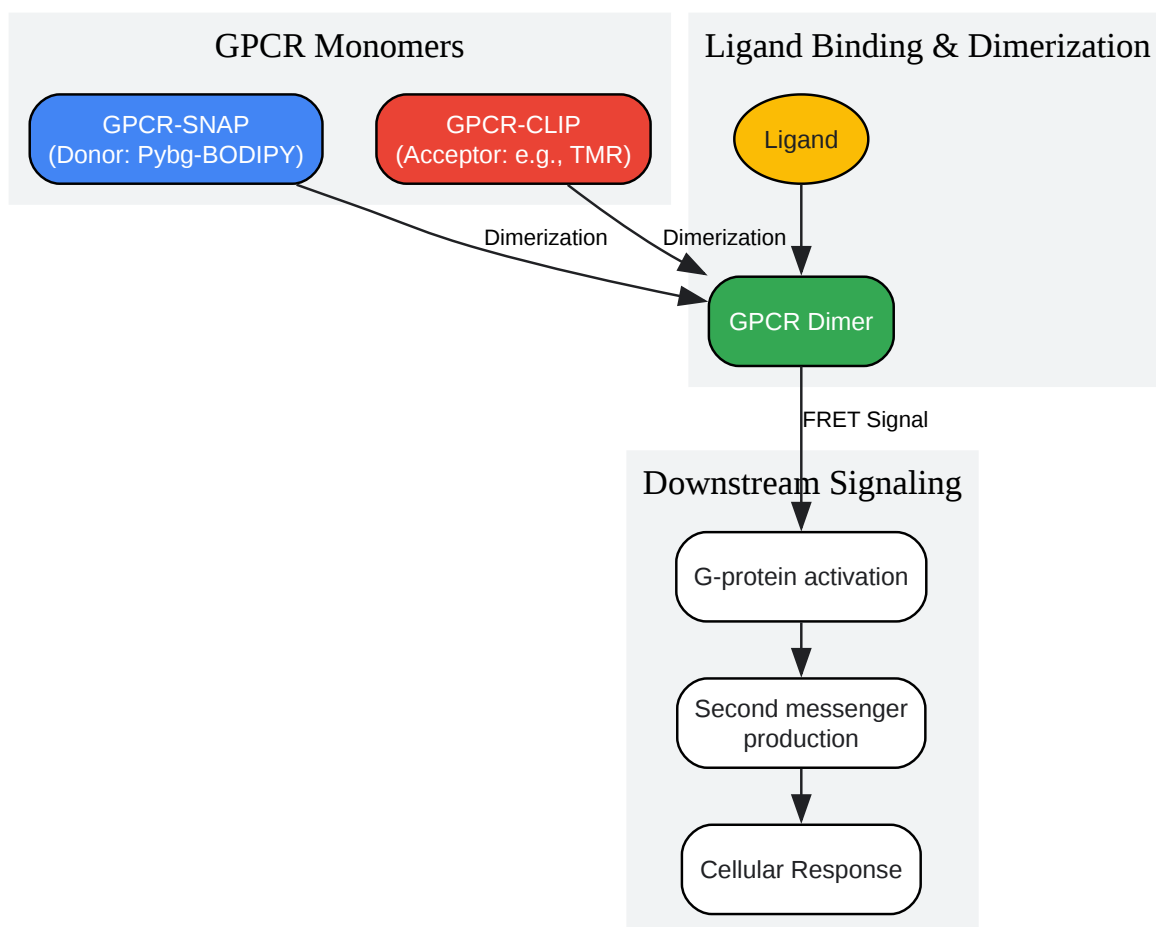 GPCR Monomers
Ligand Binding & Dimerization
GPCR-SNAP
(Donor: Pybg-BODIPY)
GPCR-CLIP
(Acceptor: e.g., TMR)
Ligand
Dimerization
Dimerization
GPCR Dimer
FRET Signal
Downstream Signaling
G-protein activation
Second messenger
production
Cellular Response